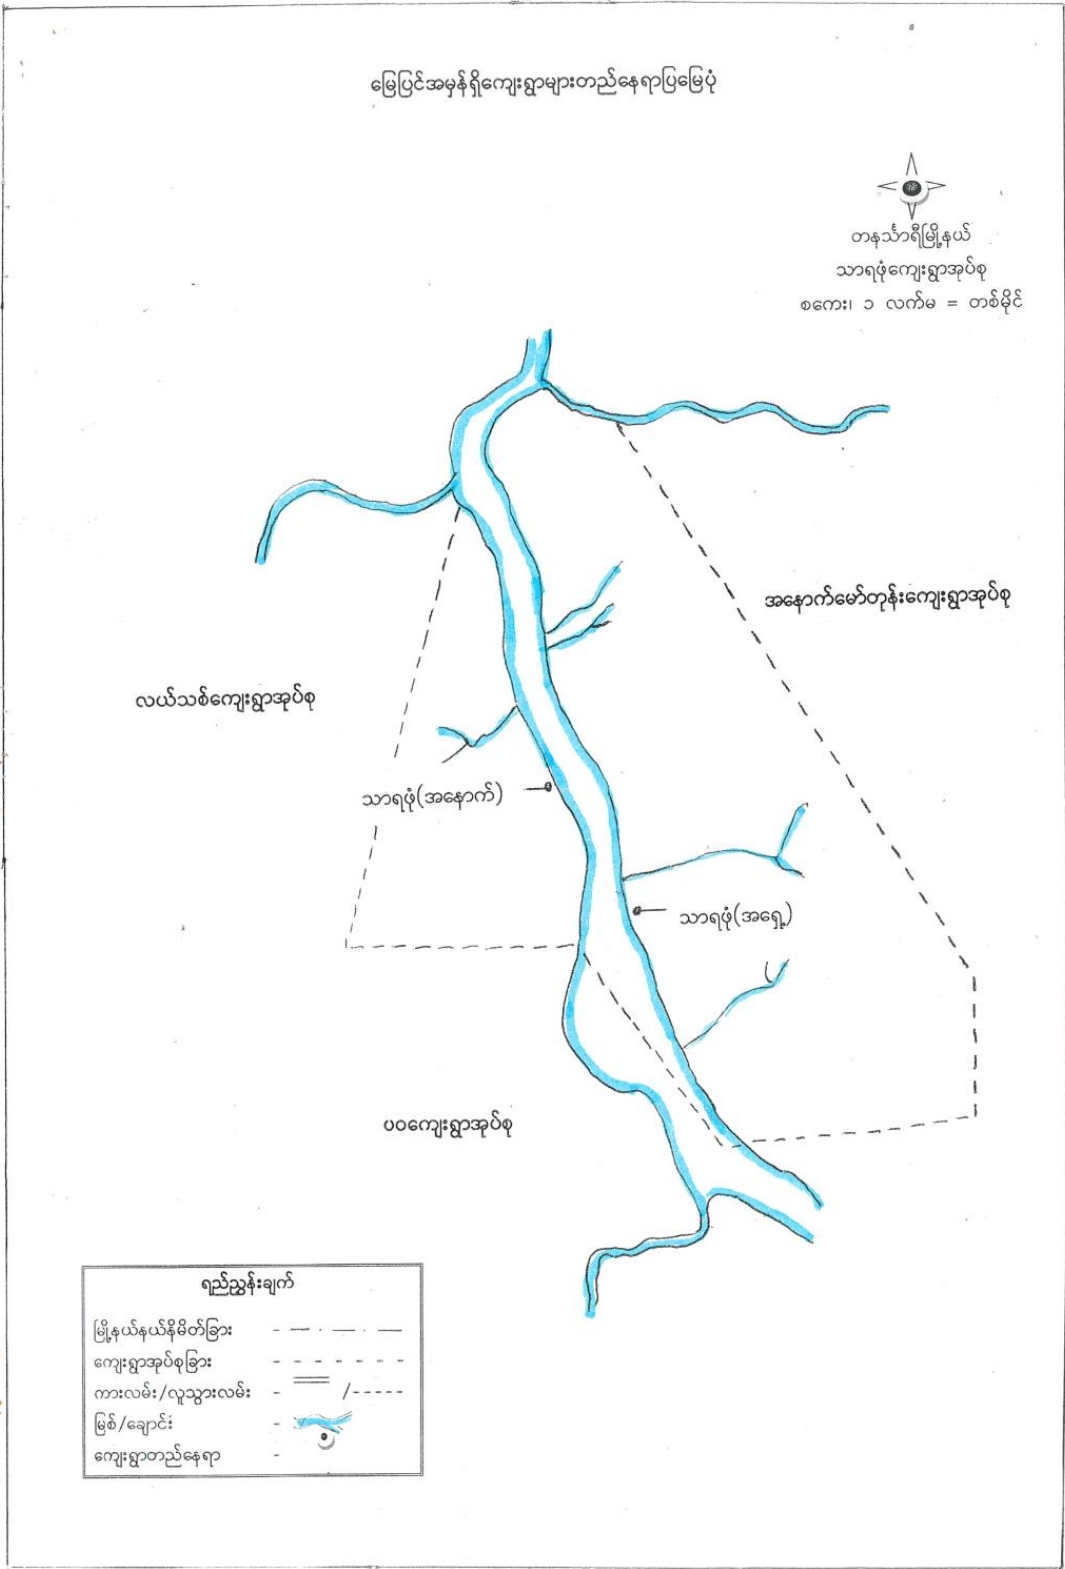 မြေပြင်အမှန်ရှိကျေးရွာများတည်နေရာပြမြေပုံ
တနင်္သာရီမြို့နယ်
သာရဖုံကျေးရွာအုပ်စု
စကေး၊ ၁ လက်မ = တစ်မိုင်
အနောက်မော်တုန်းကျေးရွာအုပ်စု
လယ်သစ်ကျေးရွာအုပ်စု
သာရဖုံ(အနောက်)
သာရဖုံ(အရှေ့)
ပဝကျေးရွာအုပ်စု
ရည်ညွှန်းချက်
မြို့နယ်နယ်နိမိတ်ခြား
ကျေးရွာအုပ်စုခြား
ကားလမ်း/လူသွားလမ်း
မြစ်/ချောင်း
ကျေးရွာတည်နေရာ